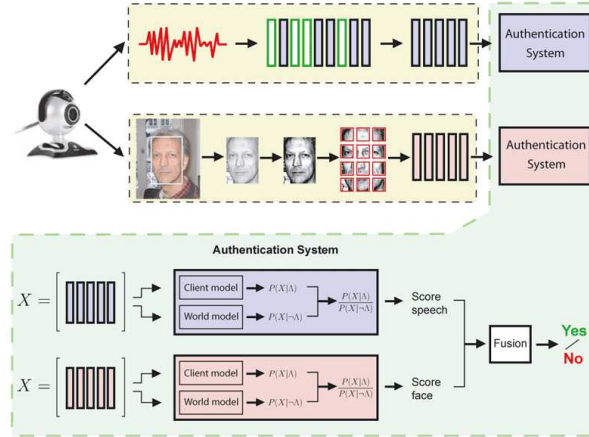 Authentication
System
Authentication
System
Authentication System
X =
Client model
P(X|Λ)
World model
P(X|¬Λ)
P(X|Λ)
P(X|¬Λ)
Score
speech
X =
Client model
P(X|Λ)
World model
P(X|¬Λ)
P(X|Λ)
P(X|¬Λ)
Score
face
Fusion
Yes
/
No